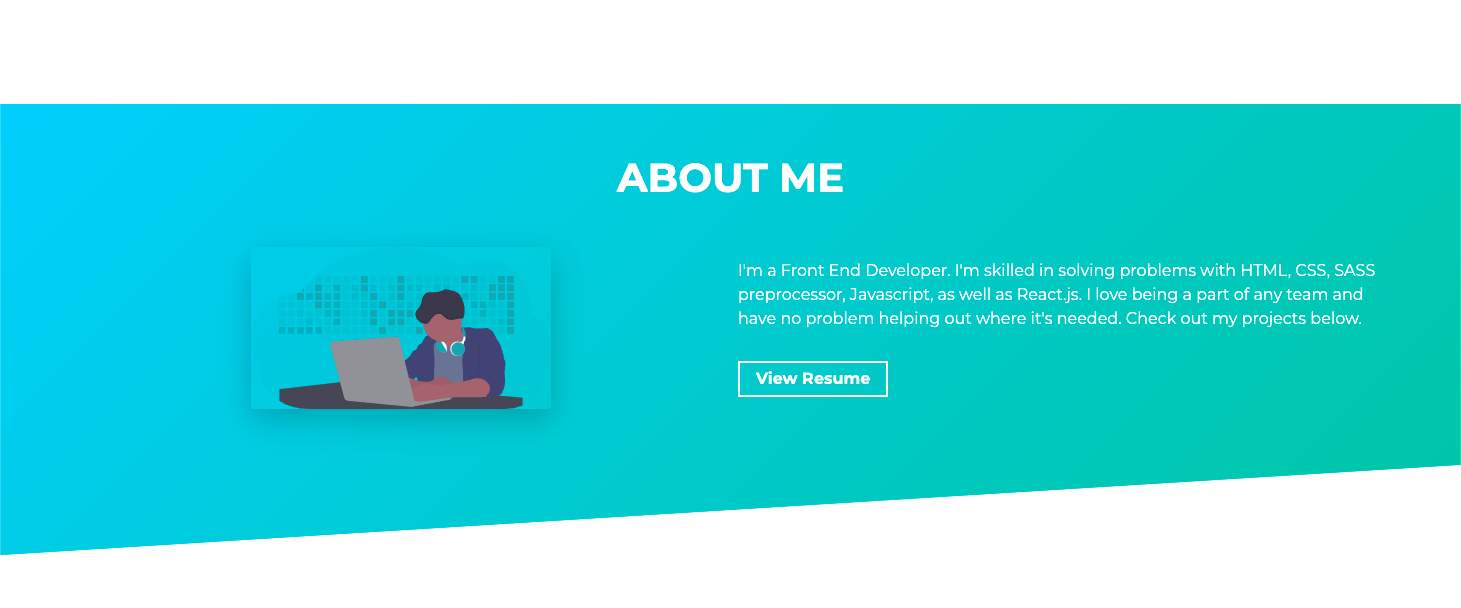 ABOUT ME
I'm a Front End Developer. I'm skilled in solving problems with HTML, CSS, SASS
preprocessor, Javascript, as well as React.js. I love being a part of any team and
have no problem helping out where it's needed. Check out my projects below.
View Resume